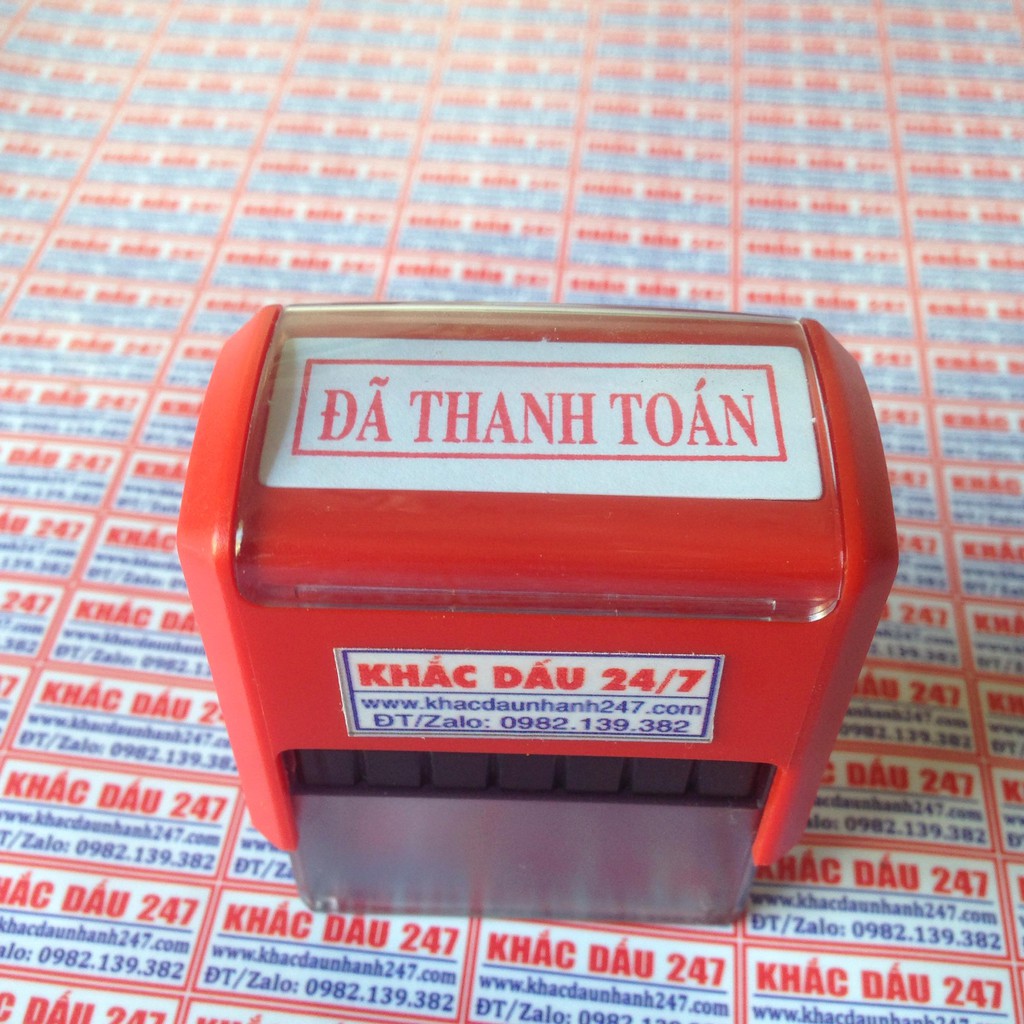 ĐÃ THANH TOÁN
KHẮC DẤU 24/7
www.khacdaunhanh247.com
ĐT/Zalo: 0982.139.382
KHẮC DẤU 247
www.khacdaunhanh247.com
ĐT/Zalo: 0982.139.382